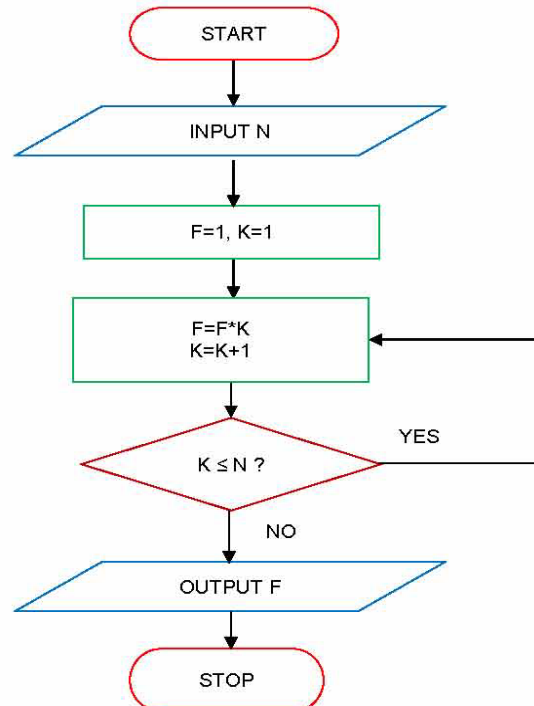 START
INPUT N
F=1, K=1
F=F*K
K=K+1
YES
K ≤ N ?
NO
OUTPUT F
STOP